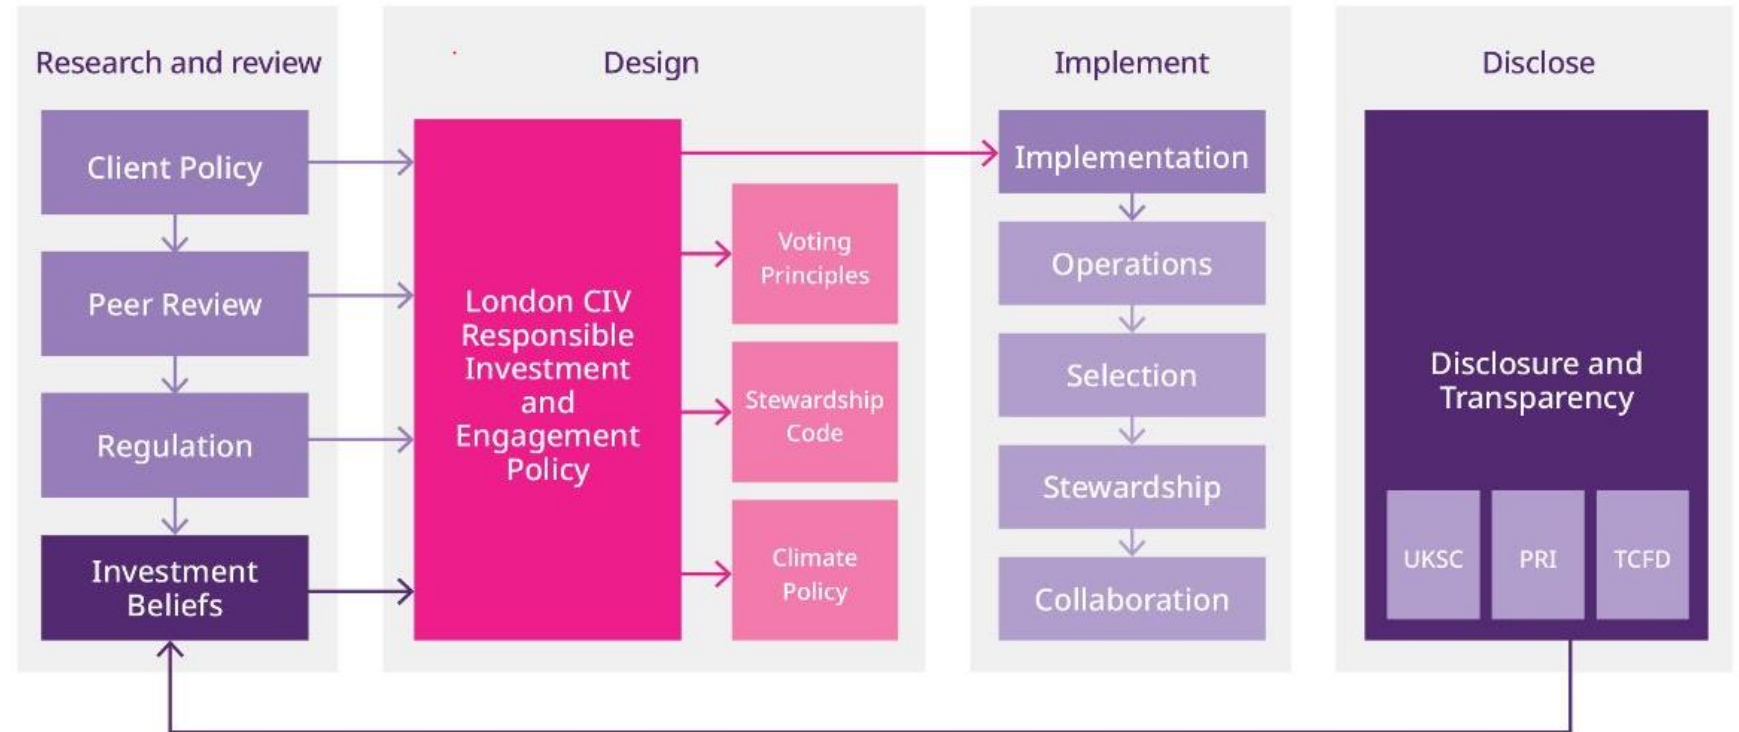 Research and review
Client Policy
Peer Review
Regulation
Investment
Beliefs
Design
London CIV
Responsible
Investment
and
Engagement
Policy
Voting
Principles
Stewardship
Code
Climate
Policy
Implement
Implementation
Operations
Selection
Stewardship
Collaboration
Disclose
Disclosure and
Transparency
UKSC
PRI
TCFD